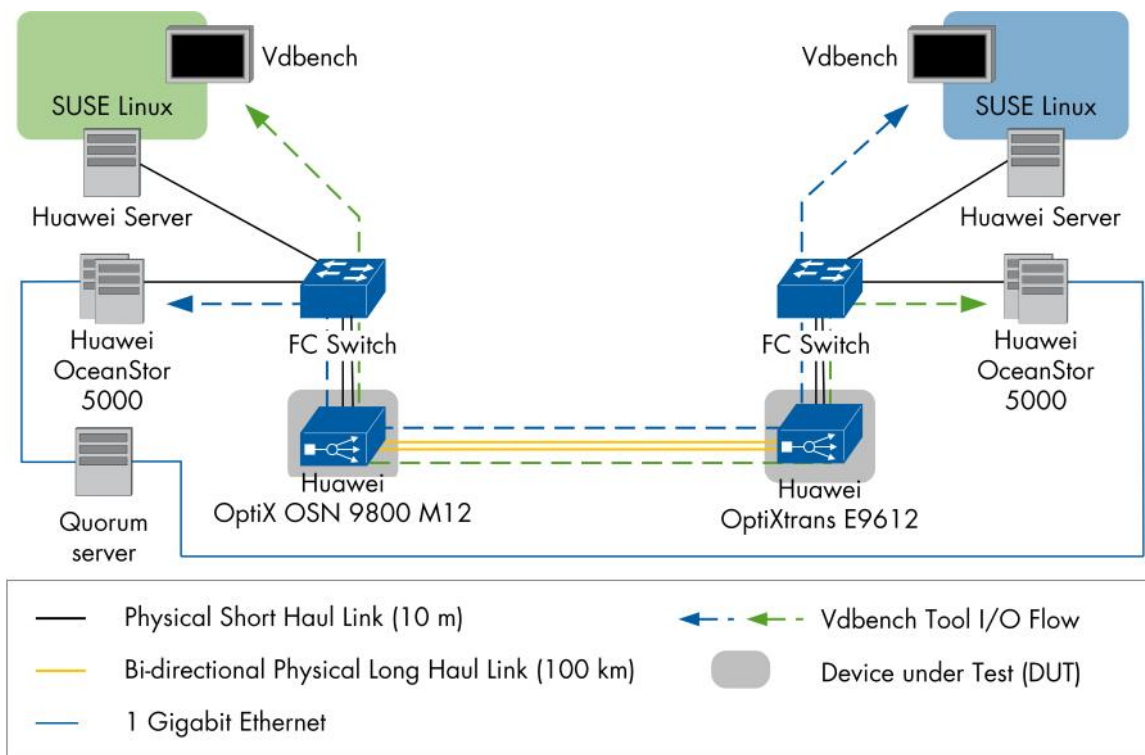 Vdbench
Vdbench
SUSE Linux
SUSE Linux
Huawei Server
Huawei Server
Huawei
OceanStor
5000
FC Switch
FC Switch
Huawei
OceanStor
5000
Huawei
OptiX OSN 9800 M12
Huawei
OptiXtrans E9612
Quorum
server
Physical Short Haul Link (10 m)
Bi-directional Physical Long Haul Link (100 km)
1 Gigabit Ethernet
Vdbench Tool I/O Flow
Device under Test (DUT)